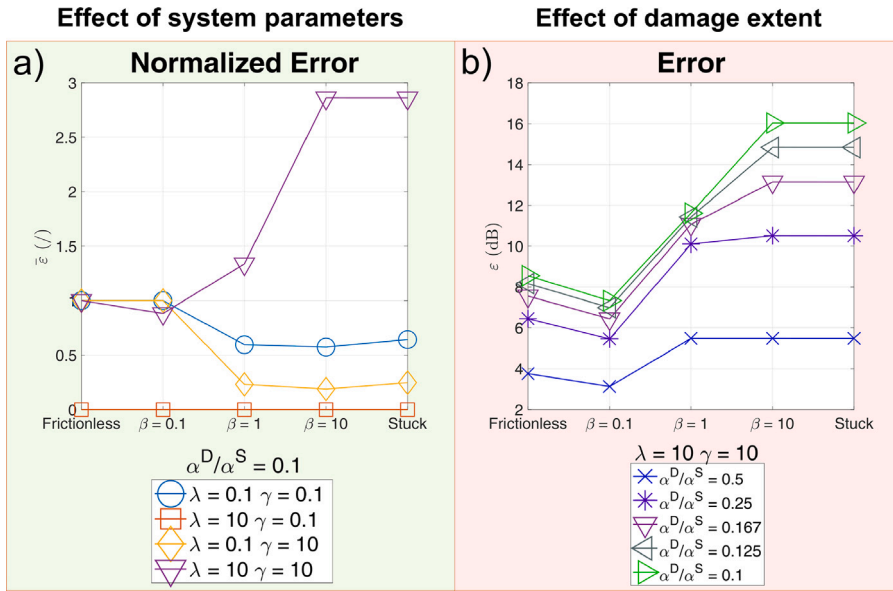 Effect of system parameters
Effect of damage extent
a)
Normalized Error
3
2.5
2
1.5
1
0.5
0
ε̄ (/)
Frictionless
β = 0.1
β = 1
β = 10
Stuck
α^D/α^S = 0.1
λ = 0.1 γ = 0.1
λ = 10 γ = 0.1
λ = 0.1 γ = 10
λ = 10 γ = 10
b)
Error
18
16
14
12
10
8
6
4
2
ε (dB)
Frictionless
β = 0.1
β = 1
β = 10
Stuck
λ = 10 γ = 10
α^D/α^S = 0.5
α^D/α^S = 0.25
α^D/α^S = 0.167
α^D/α^S = 0.125
α^D/α^S = 0.1